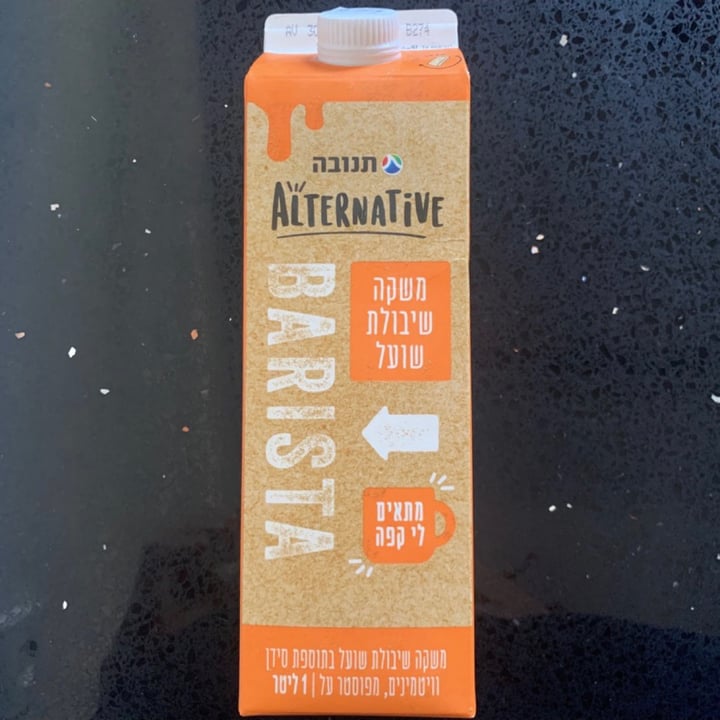 תנובה
ALTERNATIVE
BARISTA
משקה
שיבולת
שועל
מתאים
לי קפה
משקה שיבולת שועל בתוספת סידן
וויטמינים, מפוסטר על | 1 ליטר